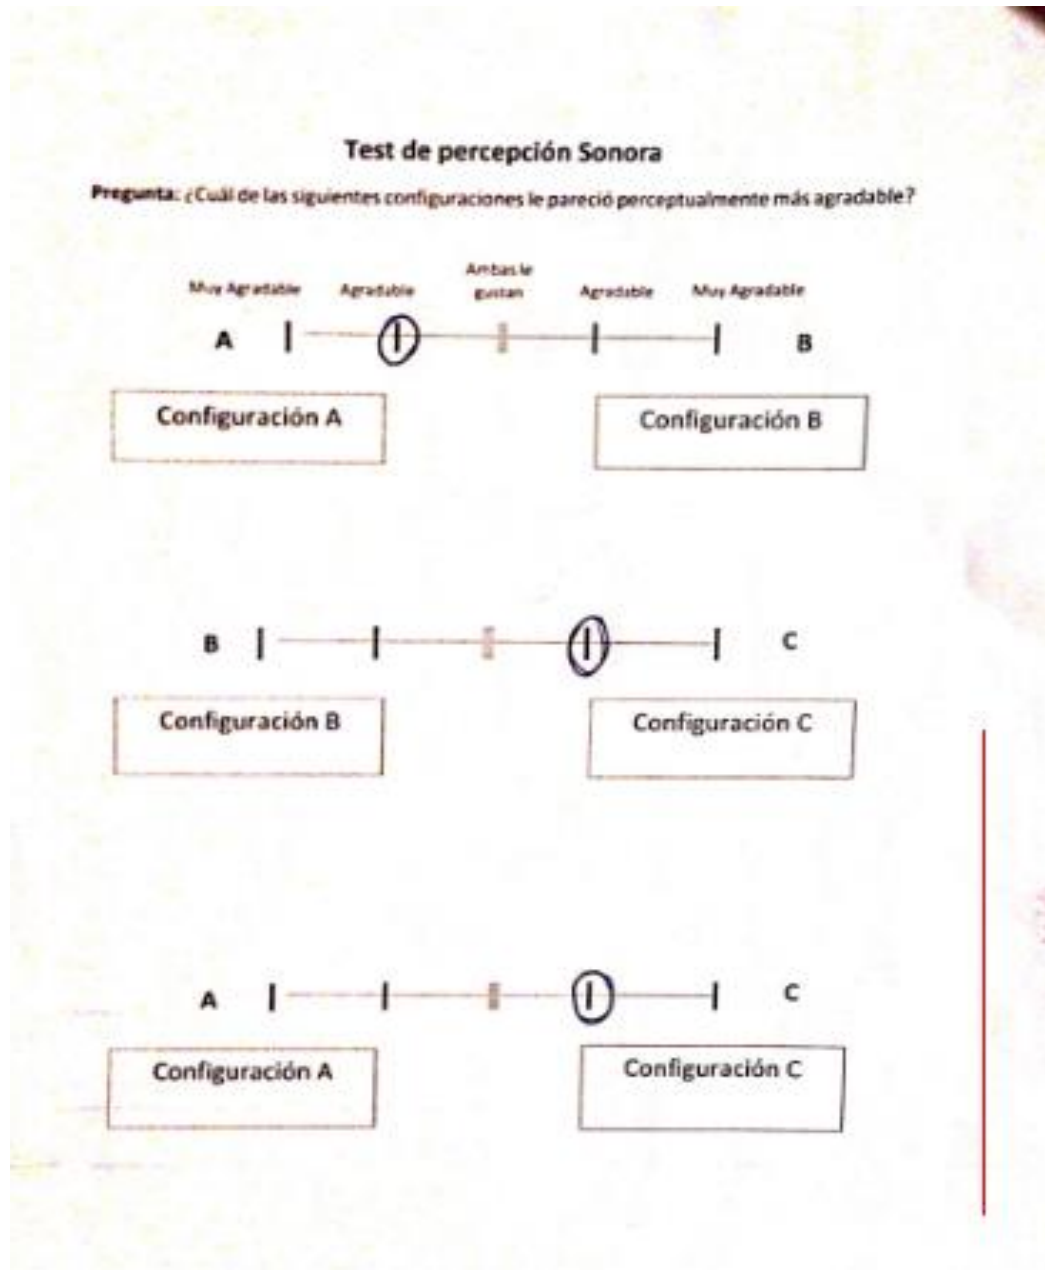 Test de percepción Sonora
Pregunta: ¿Cuál de las siguientes configuraciones le pareció perceptualmente más agradable?
Muy Agradable Agradable Ambas le gustan Agradable Muy Agradable
A B
Configuración A Configuración B
B C
Configuración B Configuración C
A C
Configuración A Configuración C